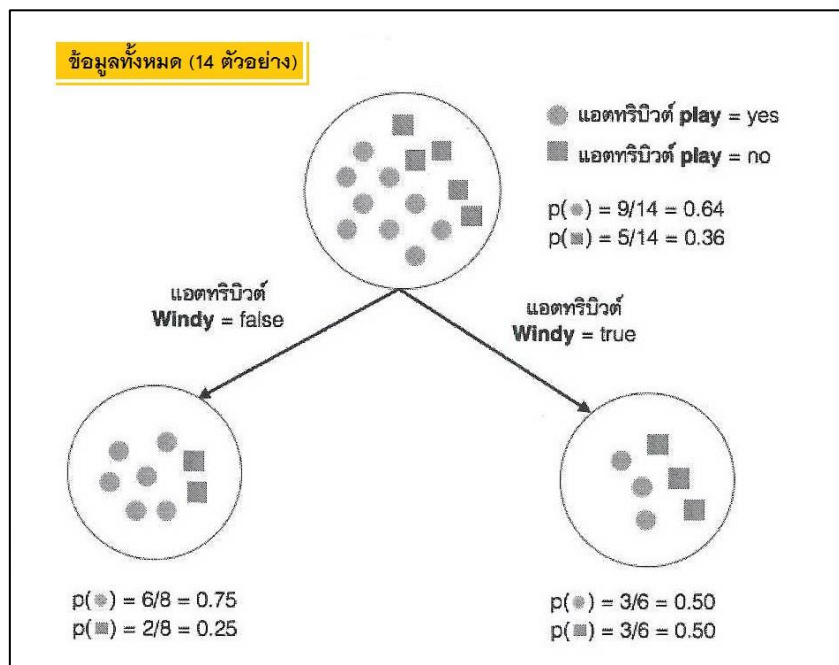 ข้อมูลทั้งหมด (14 ตัวอย่าง)
แอตทริบิวต์ play = yes
แอตทริบิวต์ play = no
p(●) = 9/14 = 0.64
p(■) = 5/14 = 0.36
แอตทริบิวต์
Windy = false
แอตทริบิวต์
Windy = true
p(●) = 6/8 = 0.75
p(■) = 2/8 = 0.25
p(●) = 3/6 = 0.50
p(■) = 3/6 = 0.50